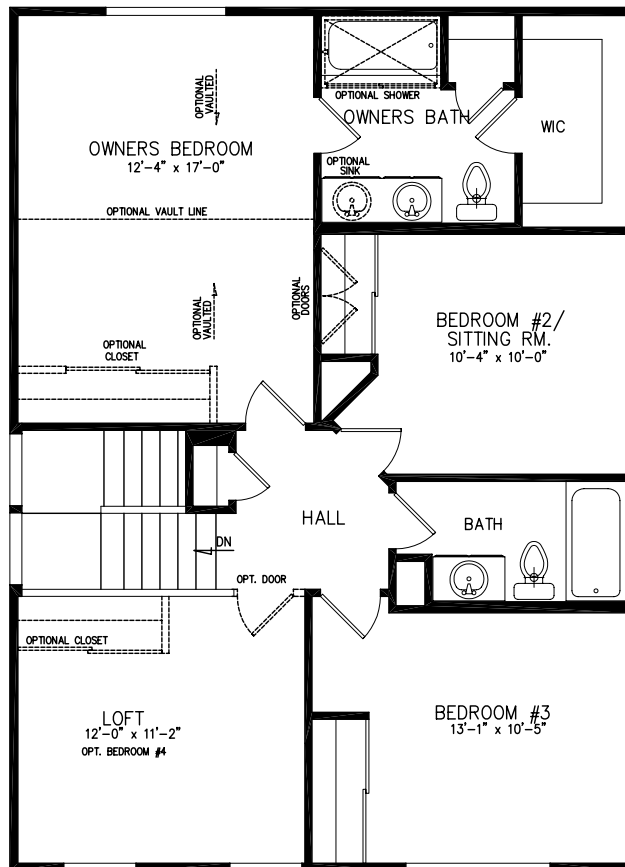 OPTIONAL
VAULTED
OPTIONAL SHOWER
OWNERS BATH
WIC
OWNERS BEDROOM
12'-4" x 17'-0"
OPTIONAL
SINK
OPTIONAL VAULT LINE
OPTIONAL
VAULTED
OPTIONAL
DOORS
BEDROOM #2/
SITTING RM.
10'-4" x 10'-0"
OPTIONAL
CLOSET
HALL
BATH
DN
OPT. DOOR
OPTIONAL CLOSET
LOFT
12'-0" x 11'-2"
OPT. BEDROOM #4
BEDROOM #3
13'-1" x 10'-5"